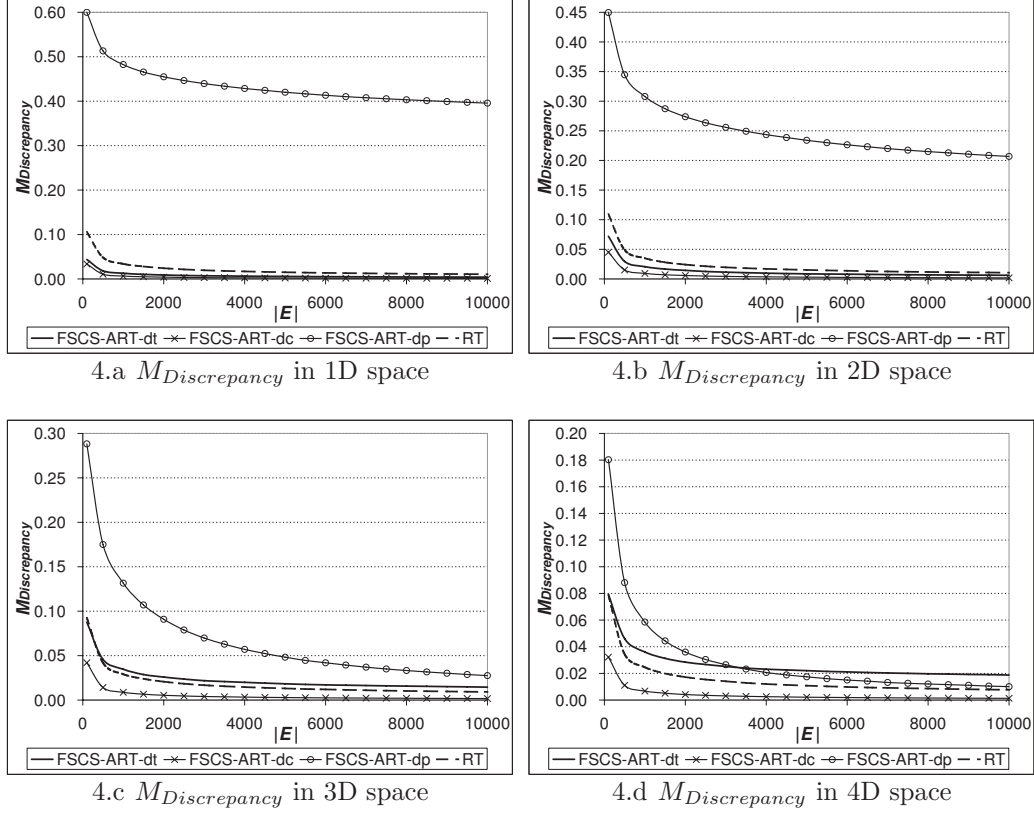 0.60
0.50
0.40
0.30
0.20
0.10
0.00
MDiscrepancy
0 2000 4000 6000 8000 10000
|E|
FSCS-ART-dt FSCS-ART-dc FSCS-ART-dp RT
4.a MDiscrepancy in 1D space
0.45
0.40
0.35
0.30
0.25
0.20
0.15
0.10
0.05
0.00
MDiscrepancy
0 2000 4000 6000 8000 10000
|E|
FSCS-ART-dt FSCS-ART-dc FSCS-ART-dp RT
4.b MDiscrepancy in 2D space
0.30
0.25
0.20
0.15
0.10
0.05
0.00
MDiscrepancy
0 2000 4000 6000 8000 10000
|E|
FSCS-ART-dt FSCS-ART-dc FSCS-ART-dp RT
4.c MDiscrepancy in 3D space
0.20
0.18
0.16
0.14
0.12
0.10
0.08
0.06
0.04
0.02
0.00
MDiscrepancy
0 2000 4000 6000 8000 10000
|E|
FSCS-ART-dt FSCS-ART-dc FSCS-ART-dp RT
4.d MDiscrepancy in 4D space